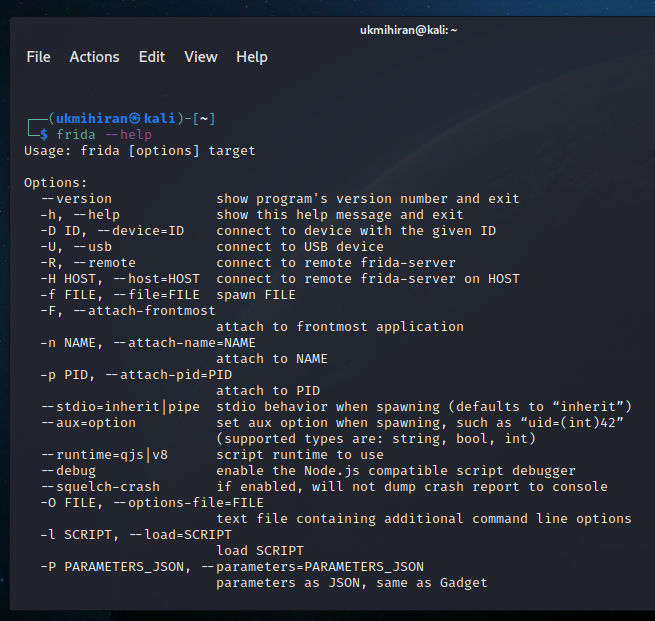 ukmihiran@kali: ~
File Actions Edit View Help
┌──(ukmihiran㉿kali)-[~]
└─$ frida --help
Usage: frida [options] target
Options:
--version show program's version number and exit
-h, --help show this help message and exit
-D ID, --device=ID connect to device with the given ID
-U, --usb connect to USB device
-R, --remote connect to remote frida-server
-H HOST, --host=HOST connect to remote frida-server on HOST
-f FILE, --file=FILE spawn FILE
-F, --attach-frontmost
attach to frontmost application
-n NAME, --attach-name=NAME
attach to NAME
-p PID, --attach-pid=PID
attach to PID
--stdio=inherit|pipe stdio behavior when spawning (defaults to “inherit”)
--aux=option set aux option when spawning, such as “uid=(int)42”
(supported types are: string, bool, int)
--runtime=qjs|v8 script runtime to use
--debug enable the Node.js compatible script debugger
--squelch-crash if enabled, will not dump crash report to console
-O FILE, --options-file=FILE
text file containing additional command line options
-l SCRIPT, --load=SCRIPT
load SCRIPT
-P PARAMETERS_JSON, --parameters=PARAMETERS_JSON
parameters as JSON, same as Gadget